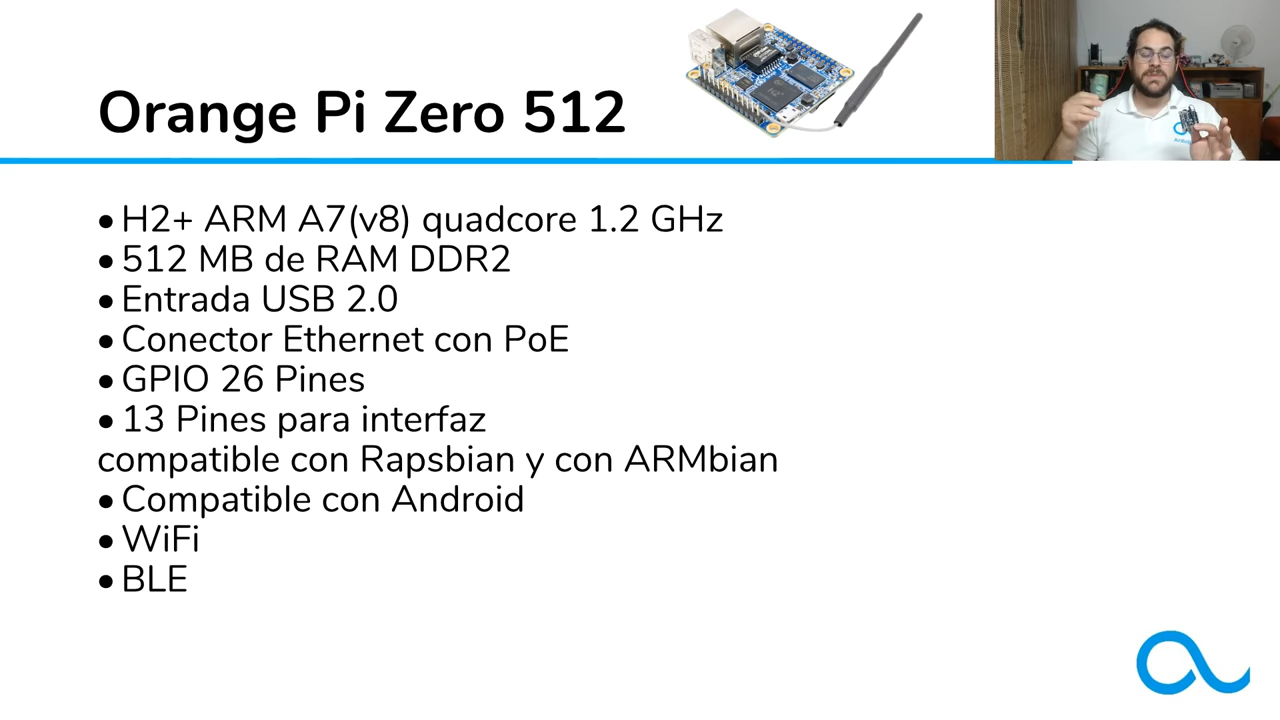 Orange Pi Zero 512
• H2+ ARM A7(v8) quadcore 1.2 GHz
• 512 MB de RAM DDR2
• Entrada USB 2.0
• Conector Ethernet con PoE
• GPIO 26 Pines
• 13 Pines para interfaz
compatible con Rapsbian y con ARMbian
• Compatible con Android
• WiFi
• BLE